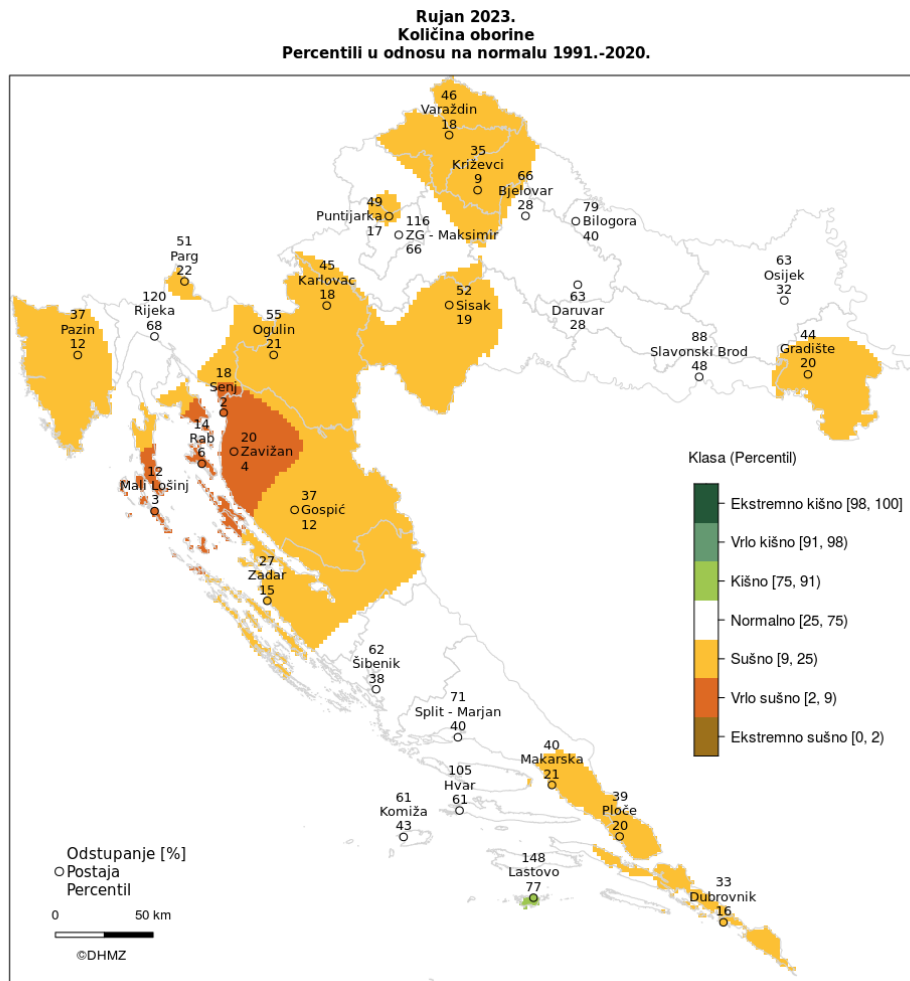 Rujan 2023.
Količina oborine
Percentili u odnosu na normalu 1991.-2020.
46
Varaždin
18
35
Križevci
9
66
Bjelovar
28
49
Puntijarka
17
116
ZG - Maksimir
66
79
Bilogora
40
51
Parg
22
63
Osijek
32
45
Karlovac
18
120
Rijeka
68
52
Sisak
19
63
Daruvar
28
37
Pazin
12
55
Ogulin
21
88
Slavonski Brod
48
44
Gradište
20
18
Senj
2
14
Rab
6
20
Zavižan
4
12
Mali Lošinj
3
37
Gospić
12
27
Zadar
15
Klasa (Percentil)
Ekstremno kišno [98, 100]
Vrlo kišno [91, 98)
Kišno [75, 91)
Normalno [25, 75)
Sušno [9, 25)
Vrlo sušno [2, 9)
Ekstremno sušno [0, 2)
62
Šibenik
38
71
Split - Marjan
40
40
Makarska
21
105
Hvar
61
61
Komiža
43
39
Ploče
20
148
Lastovo
77
33
Dubrovnik
16
Odstupanje [%]
Postaja
Percentil
0 50 km
©DHMZ